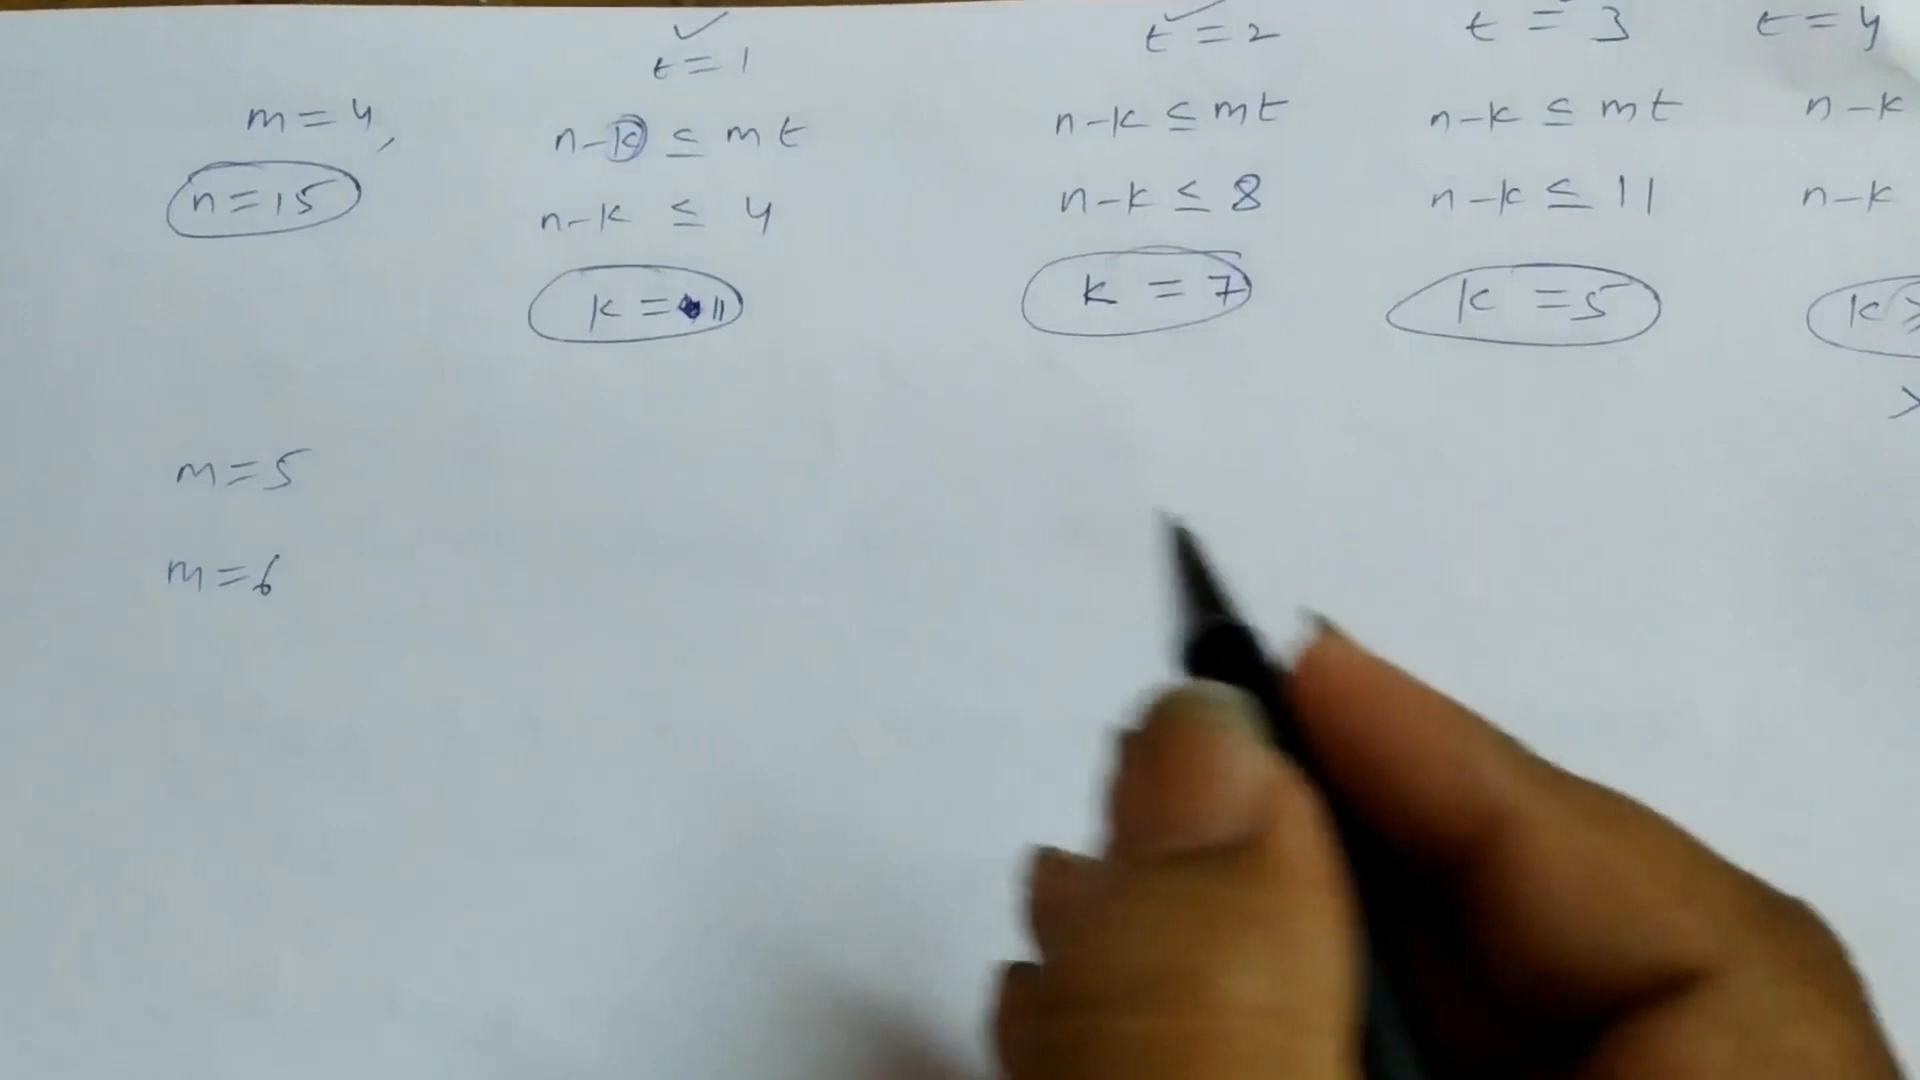 t = 1
t = 2
t = 3
t = 4
m = 4,
n - k ≤ mt
n - k ≤ mt
n - k ≤ mt
n - k
n = 15
n - k ≤ 4
n - k ≤ 8
n - k ≤ 11
n - k
k = 11
k = 7
k = 5
k ≥
m = 5
m = 6